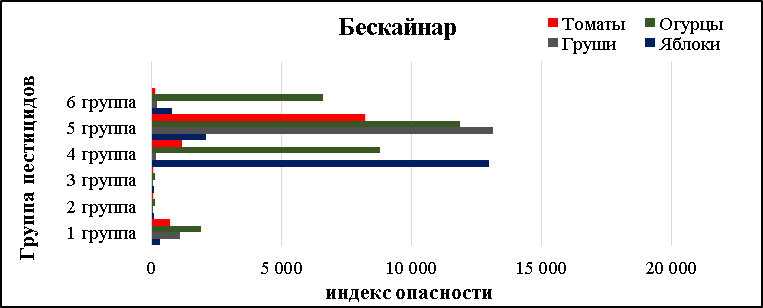 Бескайнар
Томаты Огурцы
Груши Яблоки
Группа пестицидов
6 группа
5 группа
4 группа
3 группа
2 группа
1 группа
0 5 000 10 000 15 000 20 000
индекс опасности